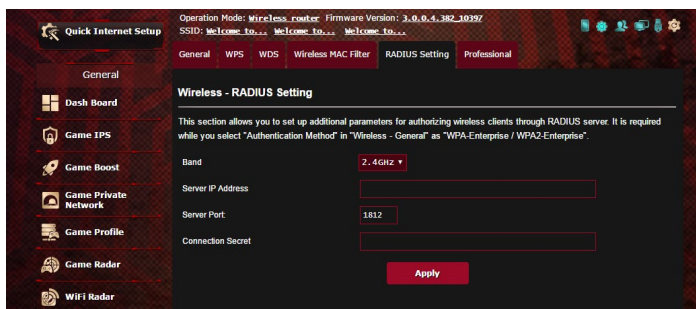 Operation Mode: Wireless router Firmware Version: 3.0.0.4.382_10397
SSID: Welcome to... Welcome to... Welcome to...
Quick Internet Setup
General WPS WDS Wireless MAC Filter RADIUS Setting Professional
General
Dash Board
Game IPS
Game Boost
Game Private
Network
Game Profile
Game Radar
WiFi Radar
Wireless - RADIUS Setting
This section allows you to set up additional parameters for authorizing wireless clients through RADIUS server. It is required
while you select "Authentication Method" in "Wireless - General" as "WPA-Enterprise / WPA2-Enterprise".
Band 2.4GHz
Server IP Address
Server Port: 1812
Connection Secret
Apply